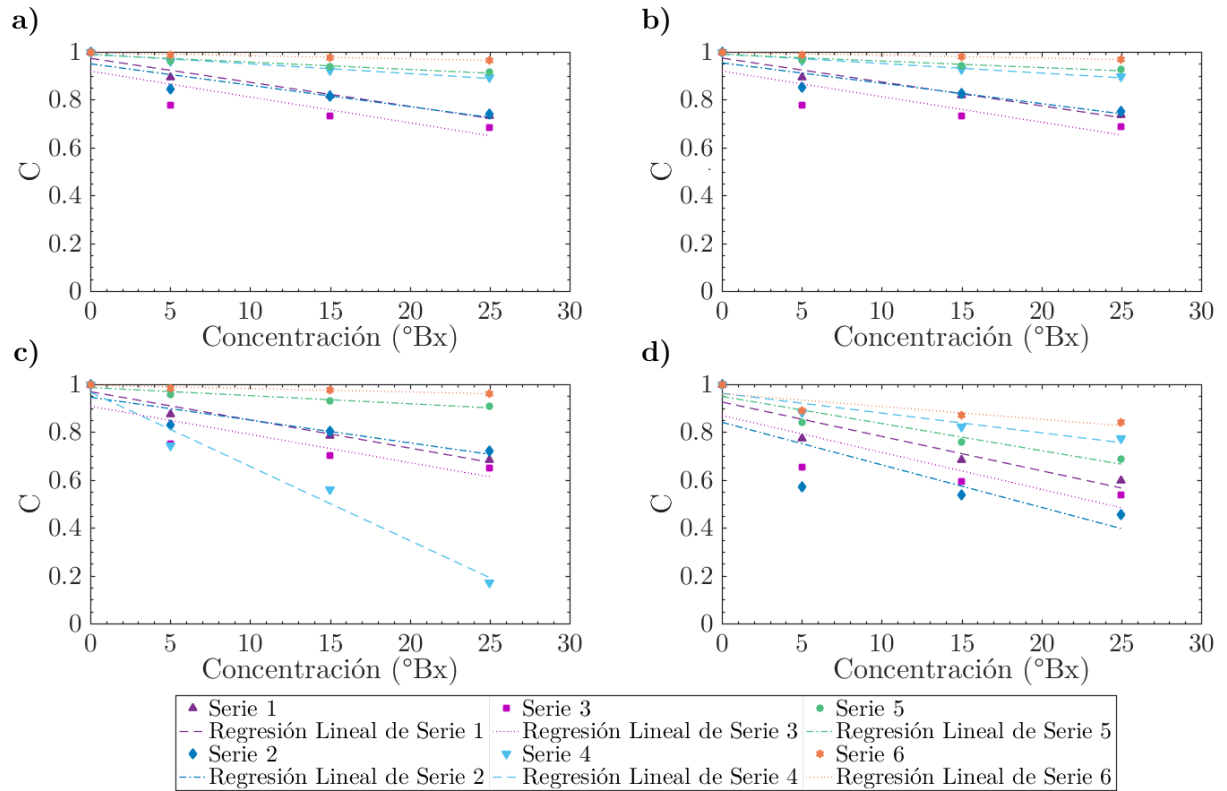 a)
1
0.8
0.6
0.4
0.2
0
C
0 5 10 15 20 25 30
Concentración (°Bx)
b)
1
0.8
0.6
0.4
0.2
0
C
0 5 10 15 20 25 30
Concentración (°Bx)
c)
1
0.8
0.6
0.4
0.2
0
C
0 5 10 15 20 25 30
Concentración (°Bx)
d)
1
0.8
0.6
0.4
0.2
0
C
0 5 10 15 20 25 30
Concentración (°Bx)
Serie 1
Regresión Lineal de Serie 1
Serie 2
Regresión Lineal de Serie 2
Serie 3
Regresión Lineal de Serie 3
Serie 4
Regresión Lineal de Serie 4
Serie 5
Regresión Lineal de Serie 5
Serie 6
Regresión Lineal de Serie 6